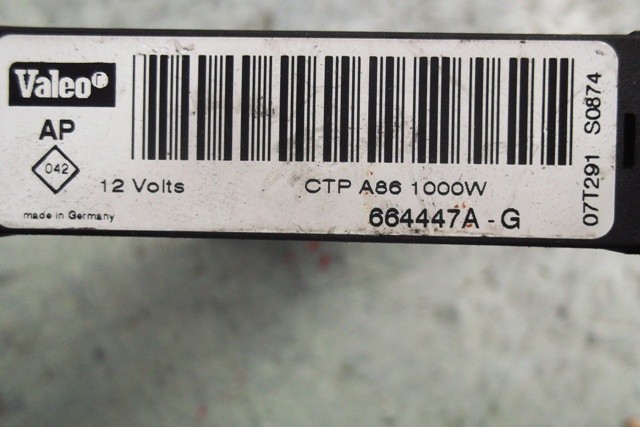 Valeo
AP
042
12 Volts
CTP A86 1000W
made in Germany
664447A - G
07T291 S0874